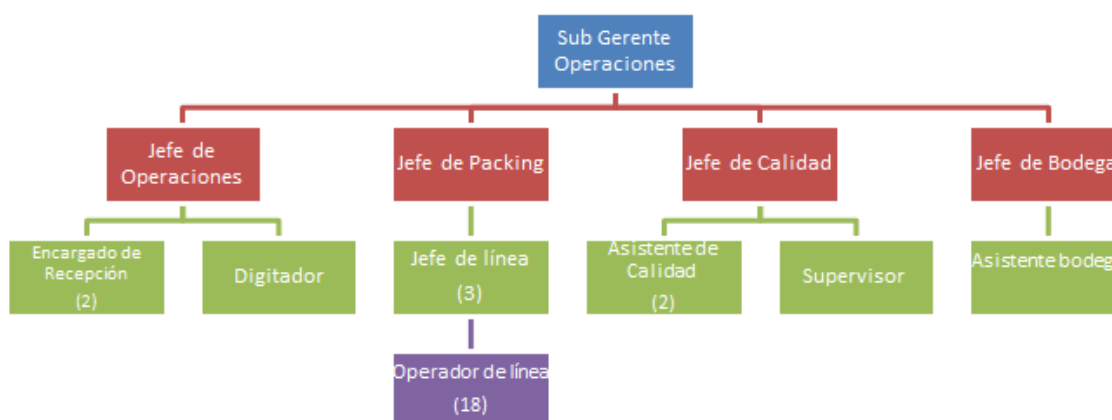 Sub Gerente
Operaciones
Jefe de
Operaciones
Jefe de Packing
Jefe de Calidad
Jefe de Bodega
Encargado de
Recepción
(2)
Digitador
Jefe de línea
(3)
Asistente de
Calidad
(2)
Supervisor
Asistente bodeg
Operador de línea
(18)